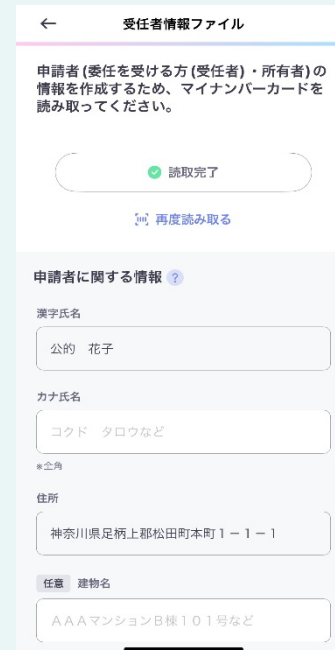 ← 受任者情報ファイル
申請者(委任を受ける方(受任者)・所有者)の
情報を作成するため、マイナンバーカードを
読み取ってください。
読取完了
再度読み取る
申請者に関する情報 ?
漢字氏名
公的 花子
カナ氏名
コクド タロウなど
※全角
住所
神奈川県足柄上郡松田町本町1-1-1
任意 建物名
AAAマンションB棟101号など